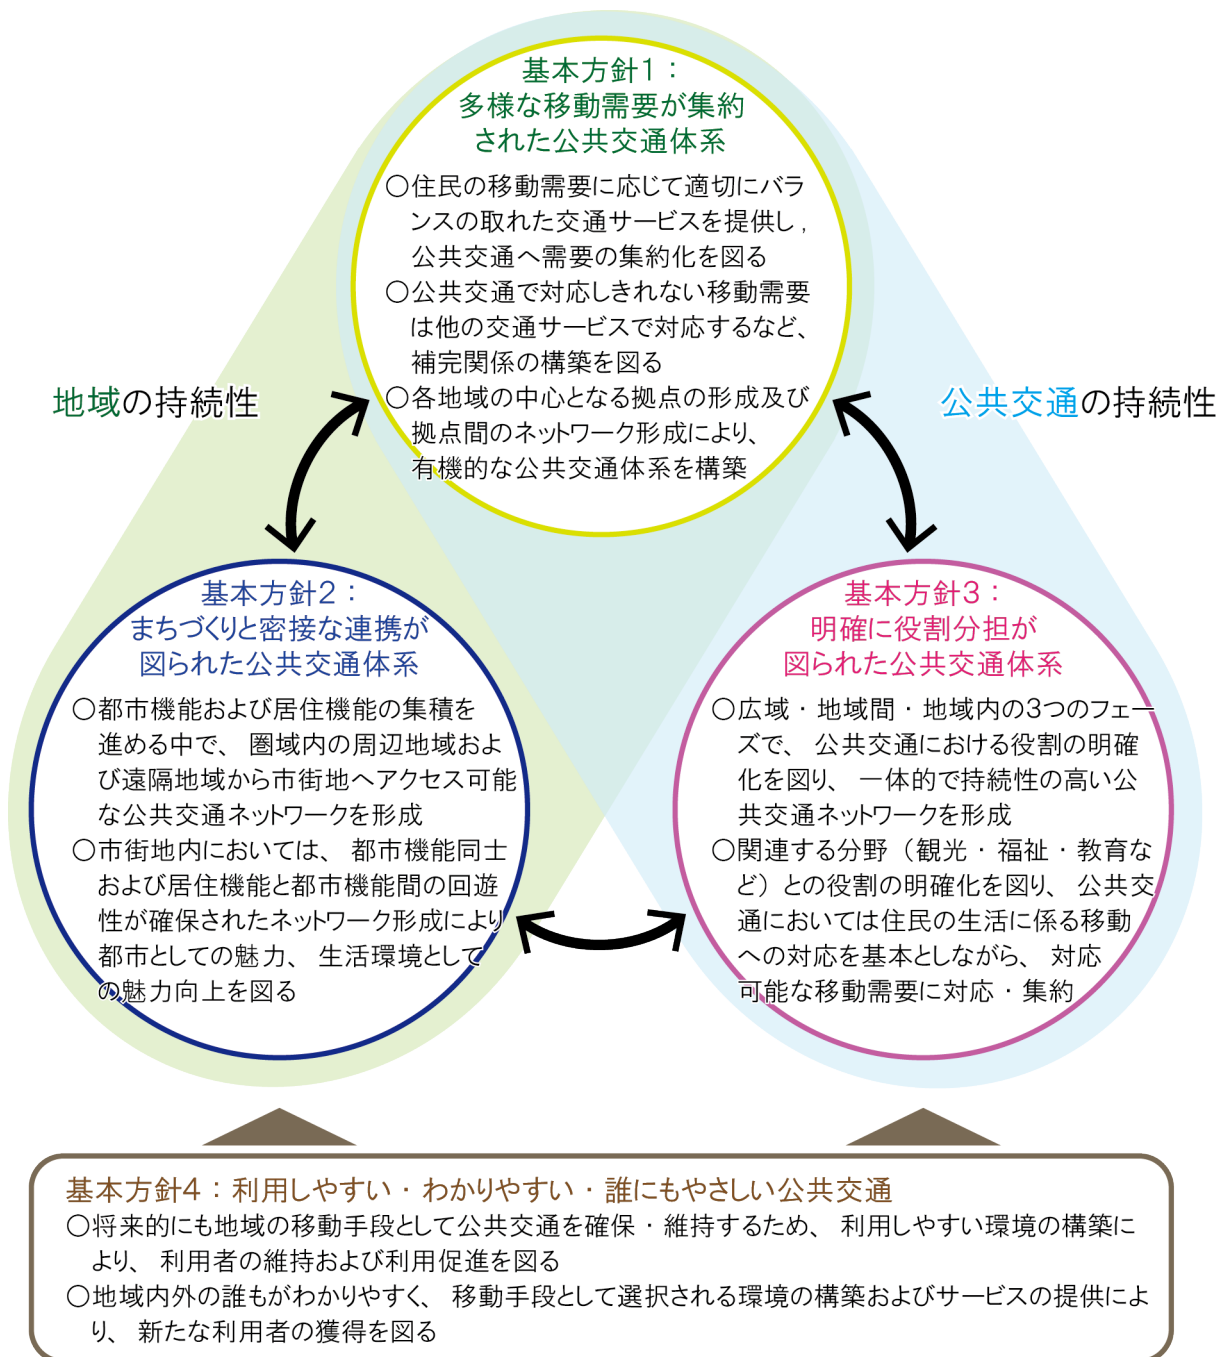 基本方針1：
多様な移動需要が集約
された公共交通体系
○住民の移動需要に応じて適切にバラ
ンスの取れた交通サービスを提供し，
公共交通へ需要の集約化を図る
○公共交通で対応しきれない移動需要
は他の交通サービスで対応するなど、
補完関係の構築を図る
○各地域の中心となる拠点の形成及び
拠点間のネットワーク形成により、
有機的な公共交通体系を構築
地域の持続性
公共交通の持続性
基本方針2：
まちづくりと密接な連携が
図られた公共交通体系
○都市機能および居住機能の集積を
進める中で、圏域内の周辺地域およ
び遠隔地域から市街地へアクセス可能
な公共交通ネットワークを形成
○市街地内においては、都市機能同士
および居住機能と都市機能間の回遊
性が確保されたネットワーク形成により
都市としての魅力、生活環境として
の魅力向上を図る
基本方針3：
明確に役割分担が
図られた公共交通体系
○広域・地域間・地域内の3つのフェー
ズで、公共交通における役割の明確
化を図り、一体的で持続性の高い公
共交通ネットワークを形成
○関連する分野（観光・福祉・教育な
ど）との役割の明確化を図り、公共交
通においては住民の生活に係る移動
への対応を基本としながら、対応
可能な移動需要に対応・集約
基本方針4：利用しやすい・わかりやすい・誰にもやさしい公共交通
○将来的にも地域の移動手段として公共交通を確保・維持するため、利用しやすい環境の構築に
より、利用者の維持および利用促進を図る
○地域内外の誰もがわかりやすく、移動手段として選択される環境の構築およびサービスの提供によ
り、新たな利用者の獲得を図る